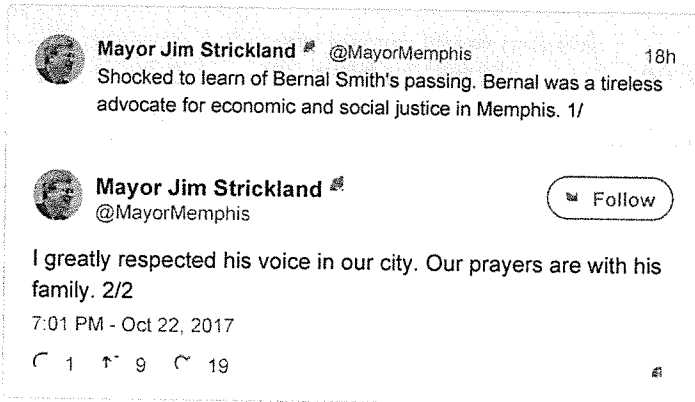 Mayor Jim Strickland @MayorMemphis 18h
Shocked to learn of Bernal Smith's passing. Bernal was a tireless
advocate for economic and social justice in Memphis. 1/
Mayor Jim Strickland
@MayorMemphis
Follow
I greatly respected his voice in our city. Our prayers are with his
family. 2/2
7:01 PM - Oct 22, 2017
1 9 19